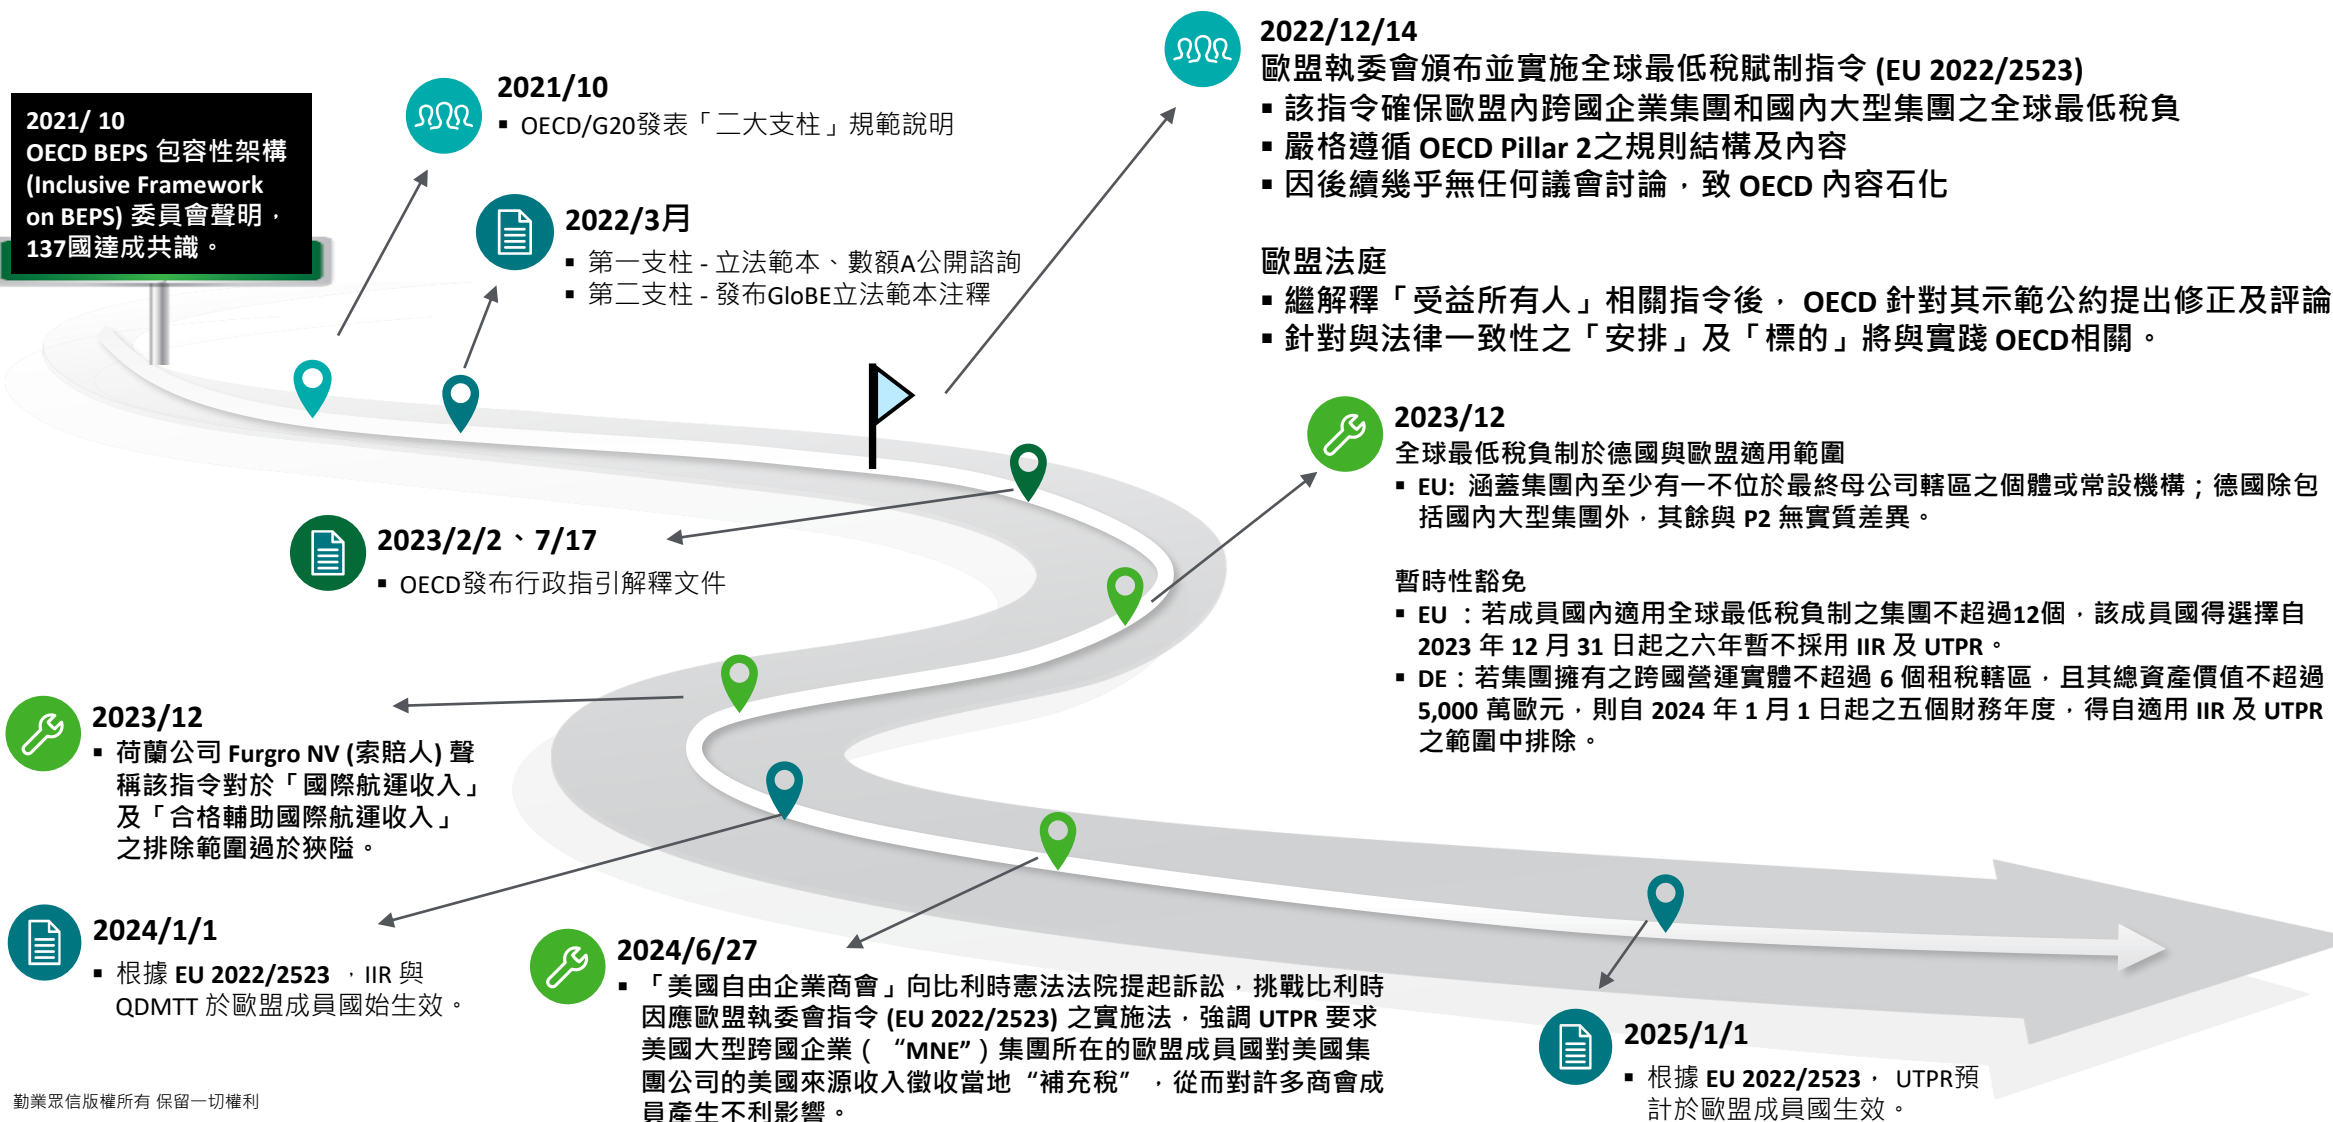 2021/ 10
OECD BEPS 包容性架構
(Inclusive Framework
on BEPS) 委員會聲明，
137國達成共識。
2021/10
▪ OECD/G20發表「二大支柱」規範說明
2022/3月
▪ 第一支柱 - 立法範本、數額A公開諮詢
▪ 第二支柱 - 發布GloBE立法範本注釋
2022/12/14
歐盟執委會頒布並實施全球最低稅賦制指令 (EU 2022/2523)
▪ 該指令確保歐盟內跨國企業集團和國內大型集團之全球最低稅負
▪ 嚴格遵循 OECD Pillar 2之規則結構及內容
▪ 因後續幾乎無任何議會討論，致 OECD 內容石化
歐盟法庭
▪ 繼解釋「受益所有人」相關指令後， OECD 針對其示範公約提出修正及評論
▪ 針對與法律一致性之「安排」及「標的」將與實踐 OECD相關。
2023/2/2、7/17
▪ OECD發布行政指引解釋文件
2023/12
全球最低稅負制於德國與歐盟適用範圍
▪ EU: 涵蓋集團內至少有一不位於最終母公司轄區之個體或常設機構；德國除包
括國內大型集團外，其餘與 P2 無實質差異。
暫時性豁免
▪ EU ：若成員國內適用全球最低稅負制之集團不超過12個，該成員國得選擇自
2023 年 12 月 31 日起之六年暫不採用 IIR 及 UTPR。
▪ DE：若集團擁有之跨國營運實體不超過 6 個租稅轄區，且其總資產價值不超過
5,000 萬歐元，則自 2024 年 1 月 1 日起之五個財務年度，得自適用 IIR 及 UTPR
之範圍中排除。
2023/12
▪ 荷蘭公司 Furgro NV (索賠人) 聲
稱該指令對於「國際航運收入」
及「合格輔助國際航運收入」
之排除範圍過於狹隘。
2024/1/1
▪ 根據 EU 2022/2523 ，IIR 與
QDMTT 於歐盟成員國始生效。
2024/6/27
▪ 「美國自由企業商會」向比利時憲法法院提起訴訟，挑戰比利時
因應歐盟執委會指令 (EU 2022/2523) 之實施法，強調 UTPR 要求
美國大型跨國企業（ “MNE”）集團所在的歐盟成員國對美國集
團公司的美國來源收入徵收當地“補充稅” ，從而對許多商會成
員產生不利影響。
2025/1/1
▪ 根據 EU 2022/2523， UTPR預
計於歐盟成員國生效。
勤業眾信版權所有 保留一切權利